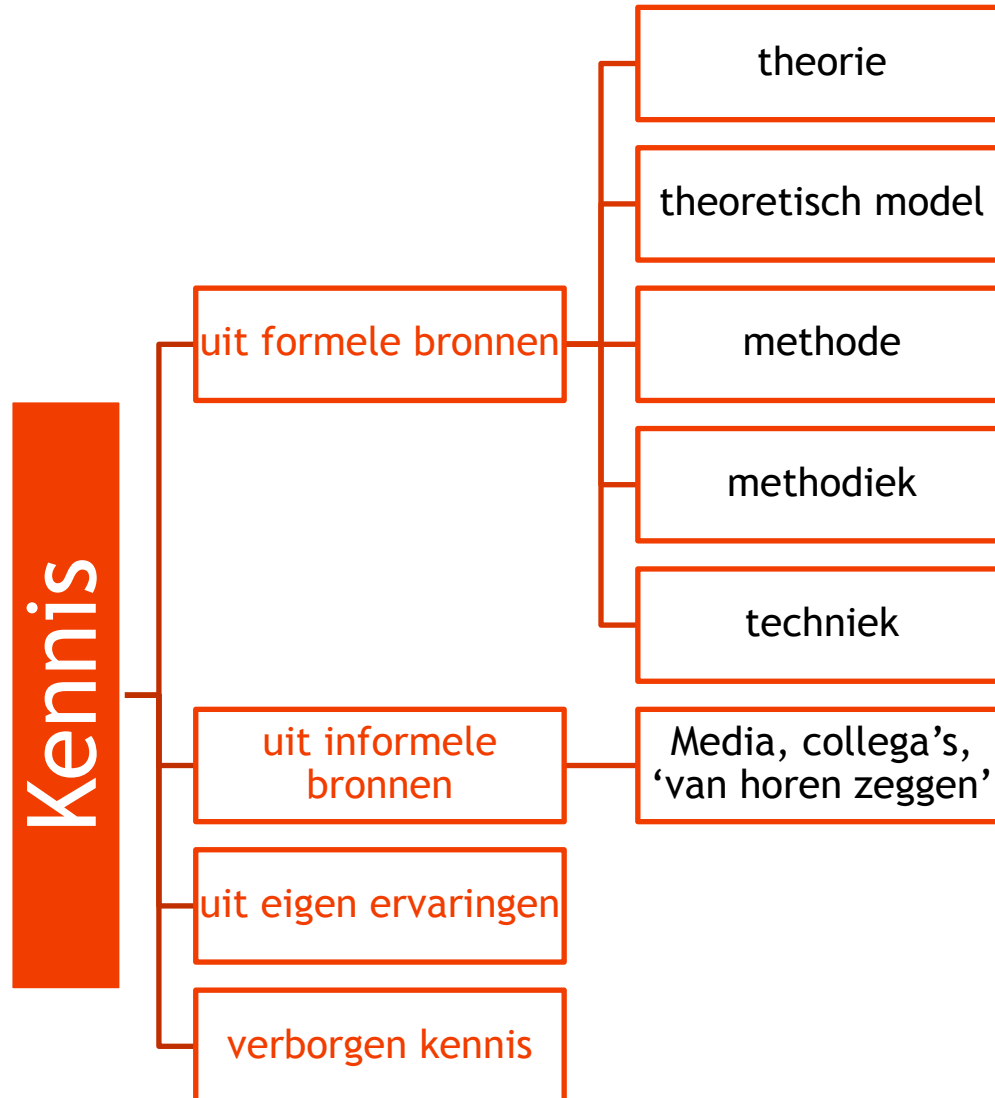 Kennis
uit formele bronnen
theorie
theoretisch model
methode
methodiek
techniek
uit informele
bronnen
Media, collega’s,
‘van horen zeggen’
uit eigen ervaringen
verborgen kennis